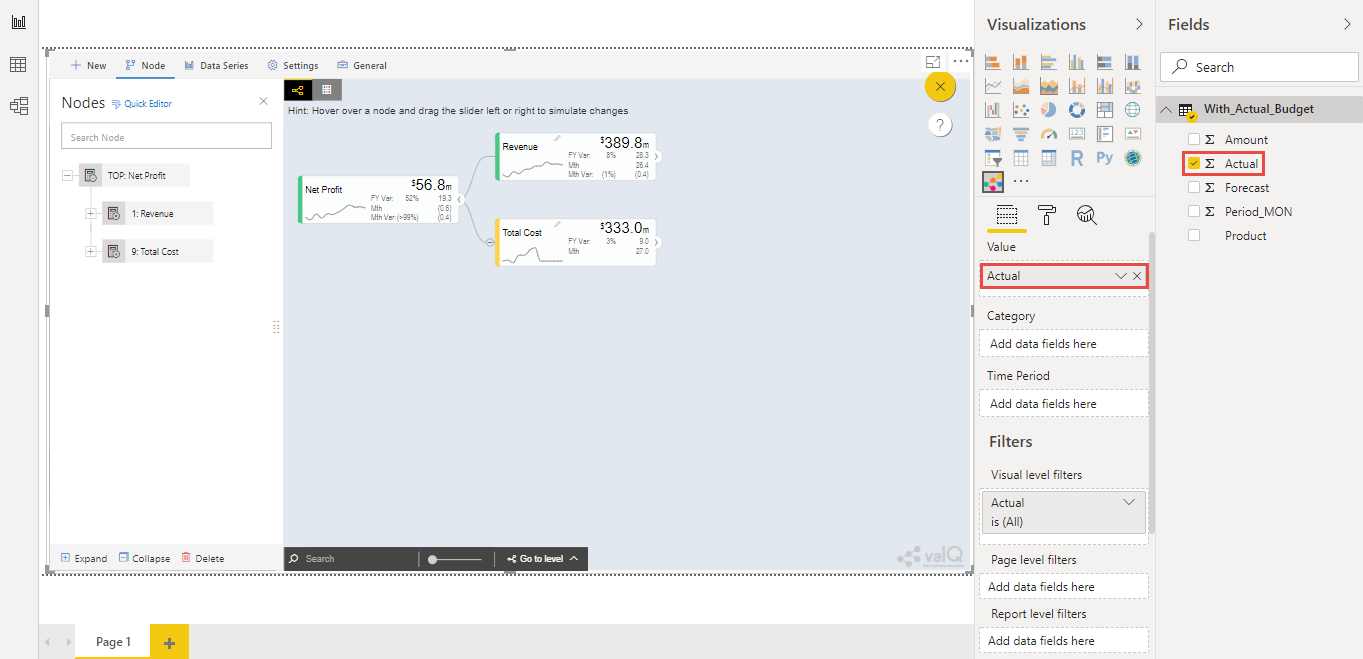 New
Node
Data Series
Settings
General
Nodes
Quick Editor
Search Node
TOP: Net Profit
1: Revenue
9: Total Cost
Expand
Collapse
Delete
Hint: Hover over a node and drag the slider left or right to simulate changes
?
Net Profit
$56.8m
FY Var: 52% 19.3
Mth (0.6)
Mth Var:(>99%) (0.4)
Revenue
$389.8m
FY Var: 8% 28.3
Mth 26.4
Mth Var: (1%) (0.4)
Total Cost
$333.0m
FY Var: 3% 9.0
Mth 27.0
Search
Go to level
valQ
Page 1
Visualizations
123
R
Py
Value
Actual
Category
Add data fields here
Time Period
Add data fields here
Filters
Visual level filters
Actual
is (All)
Page level filters
Add data fields here
Report level filters
Add data fields here
Fields
Search
With_Actual_Budget
Σ Amount
Σ Actual
Σ Forecast
Σ Period_MON
Product